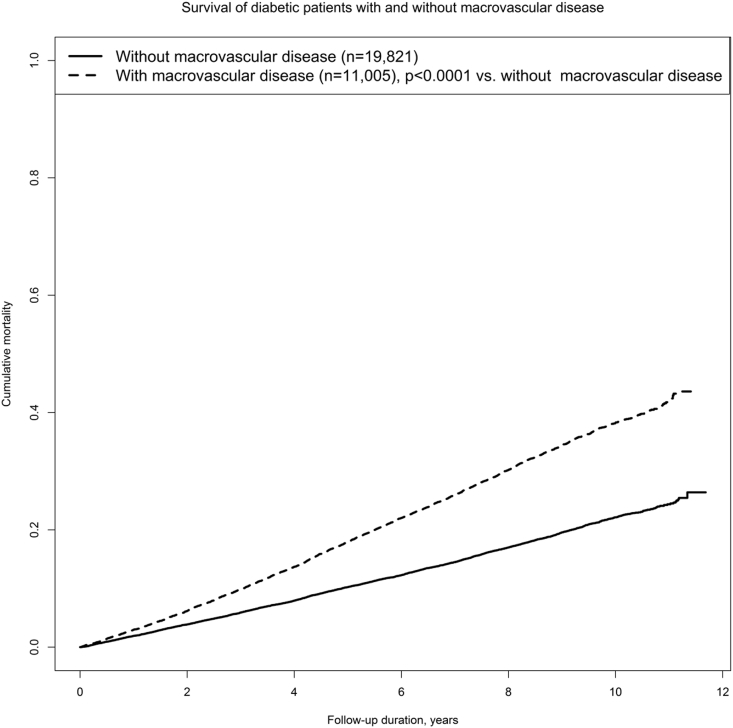 Survival of diabetic patients with and without macrovascular disease
Without macrovascular disease (n=19,821)
With macrovascular disease (n=11,005), p<0.0001 vs. without  macrovascular disease
Cumulative mortality
1.0
0.8
0.6
0.4
0.2
0.0
0 2 4 6 8 10 12
Follow-up duration, years